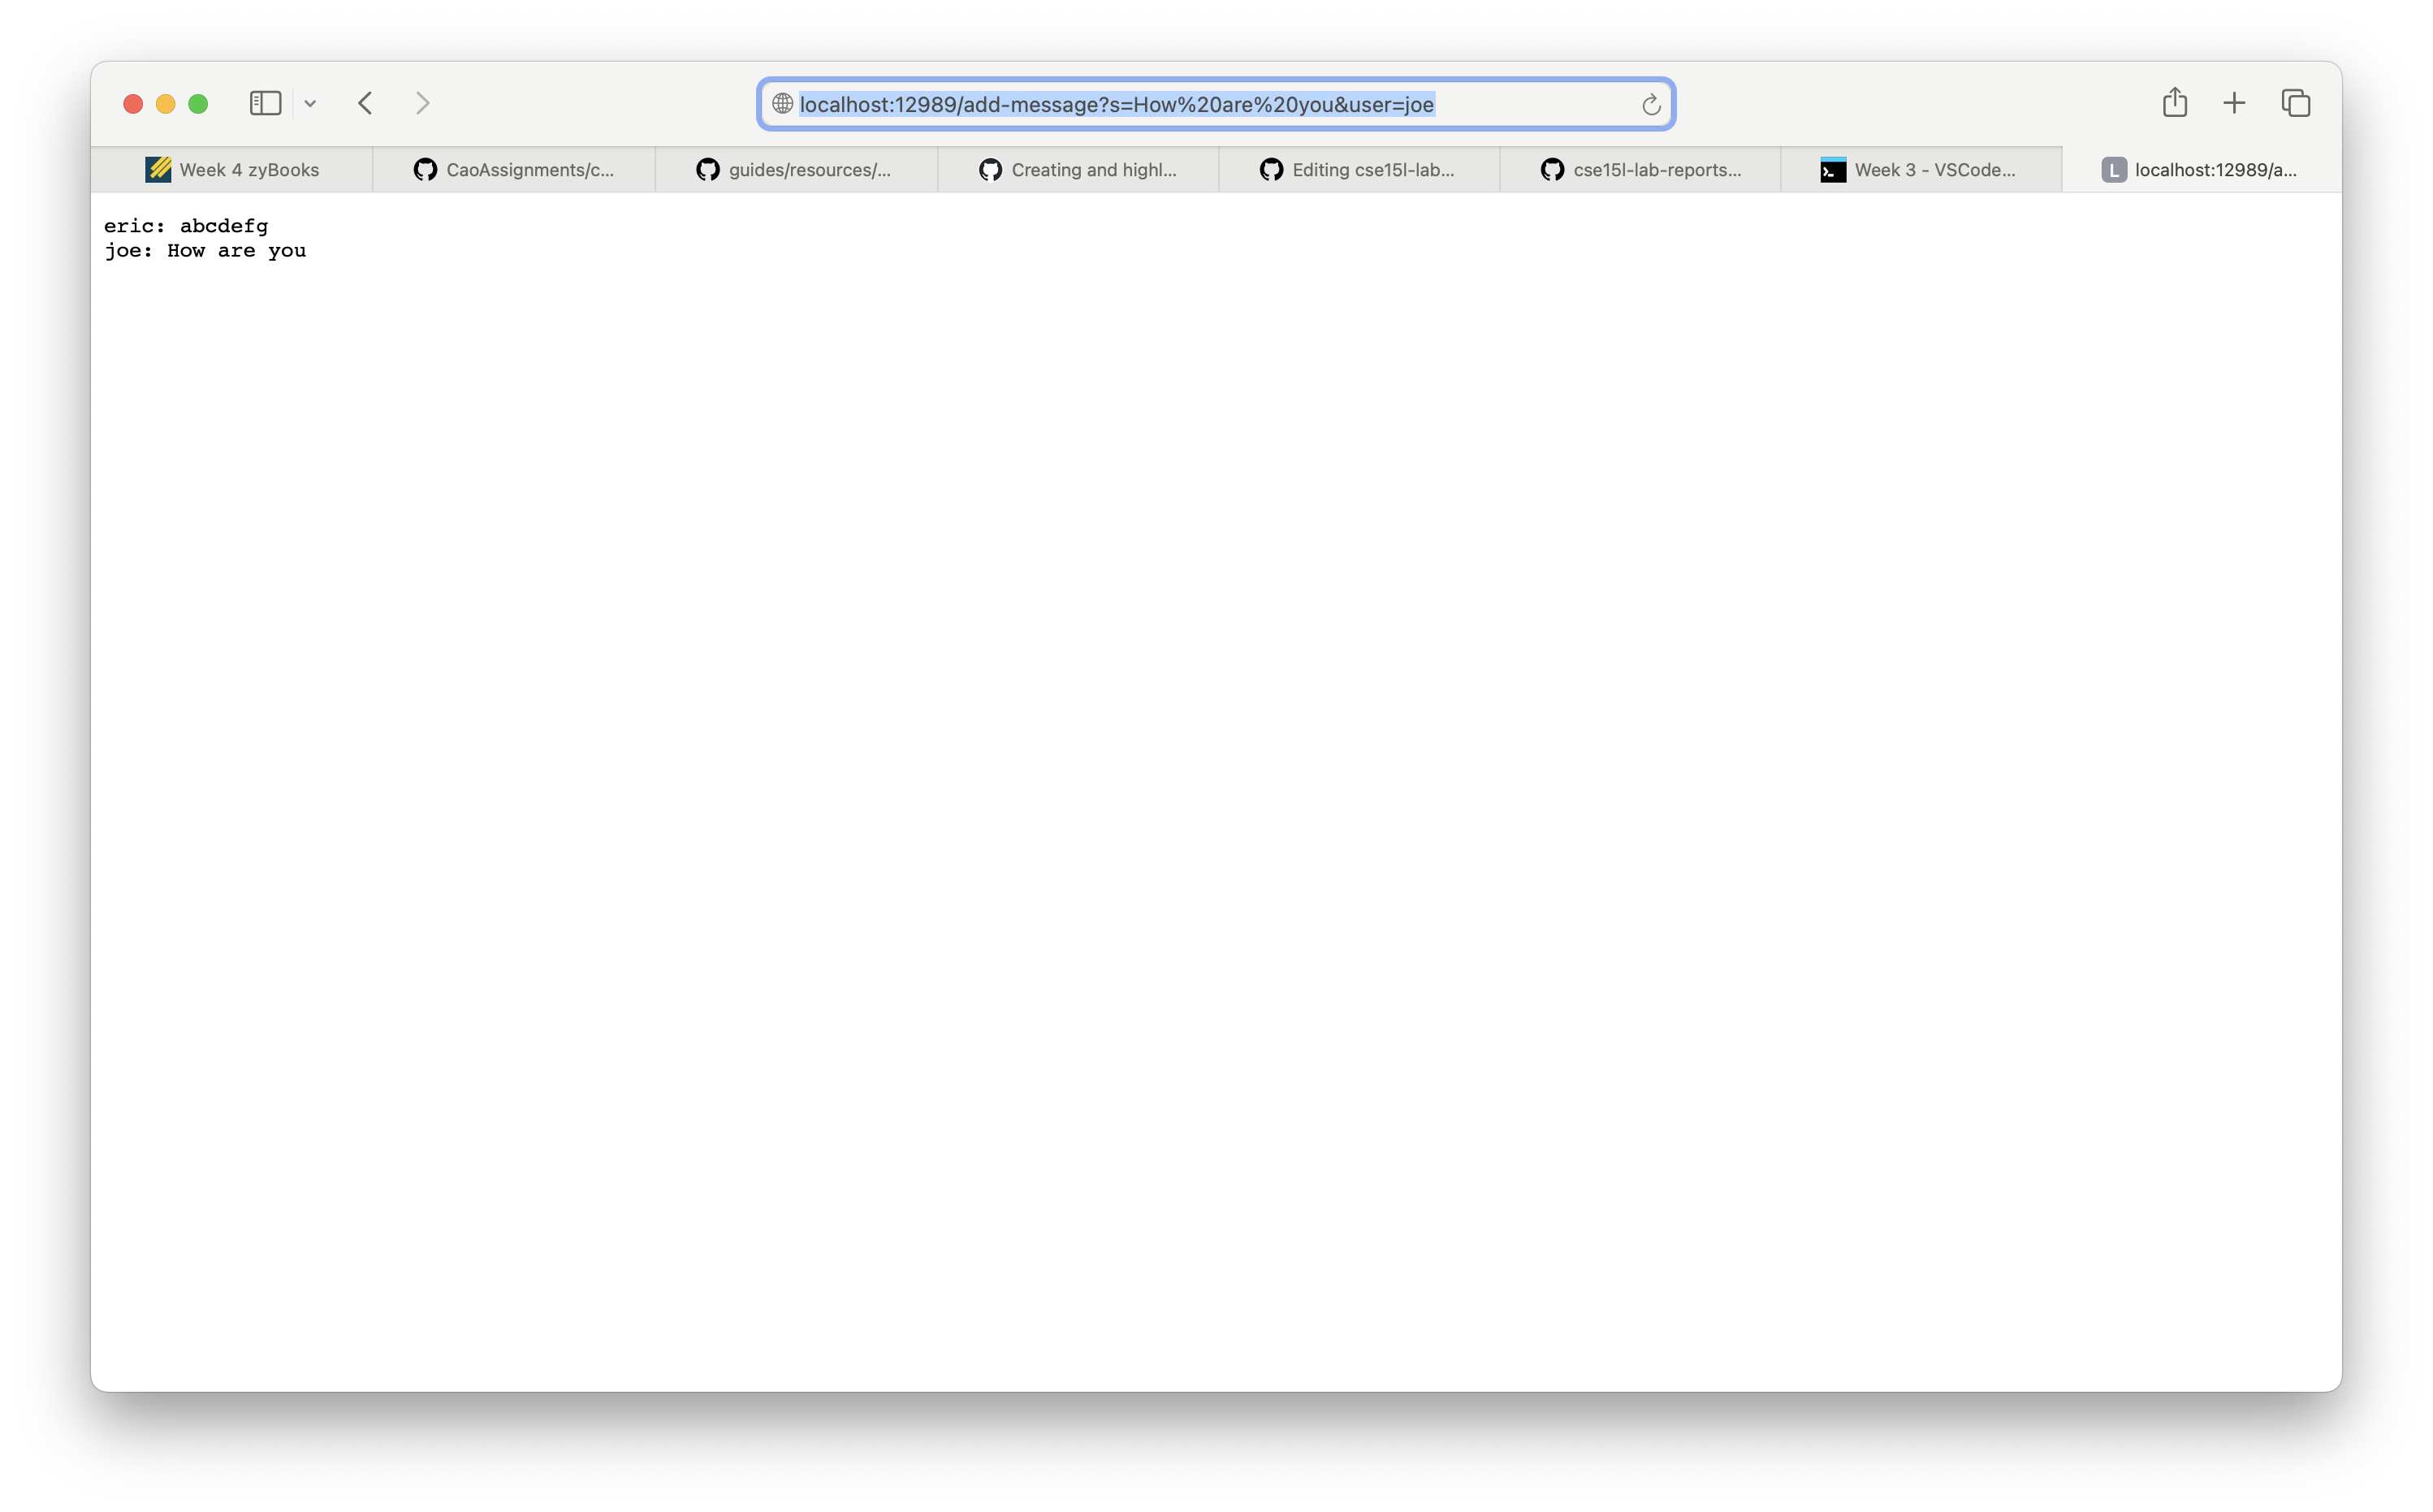 localhost:12989/add-message?s=How%20are%20you&user=joe
Week 4 zyBooks
CaoAssignments/c...
guides/resources/...
Creating and highl...
Editing cse15l-lab...
cse15l-lab-reports...
Week 3 - VSCode...
L localhost:12989/a...
eric: abcdefg
joe: How are you